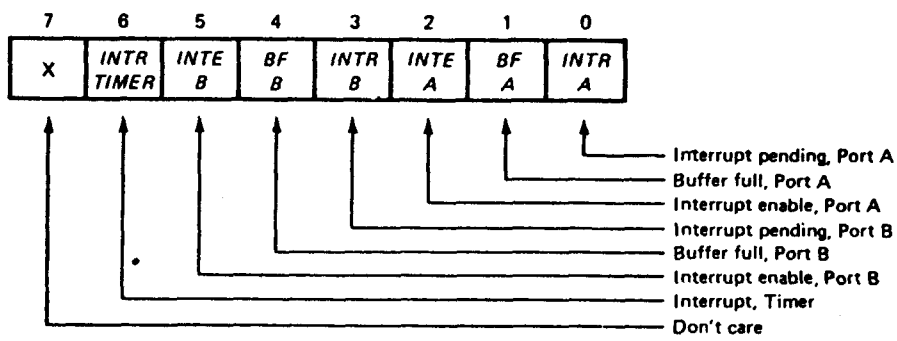 7 6 5 4 3 2 1 0
X INTR TIMER INTE B BF B INTR B INTE A BF A INTR A
Interrupt pending, Port A
Buffer full, Port A
Interrupt enable, Port A
Interrupt pending, Port B
Buffer full, Port B
Interrupt enable, Port B
Interrupt, Timer
Don't care